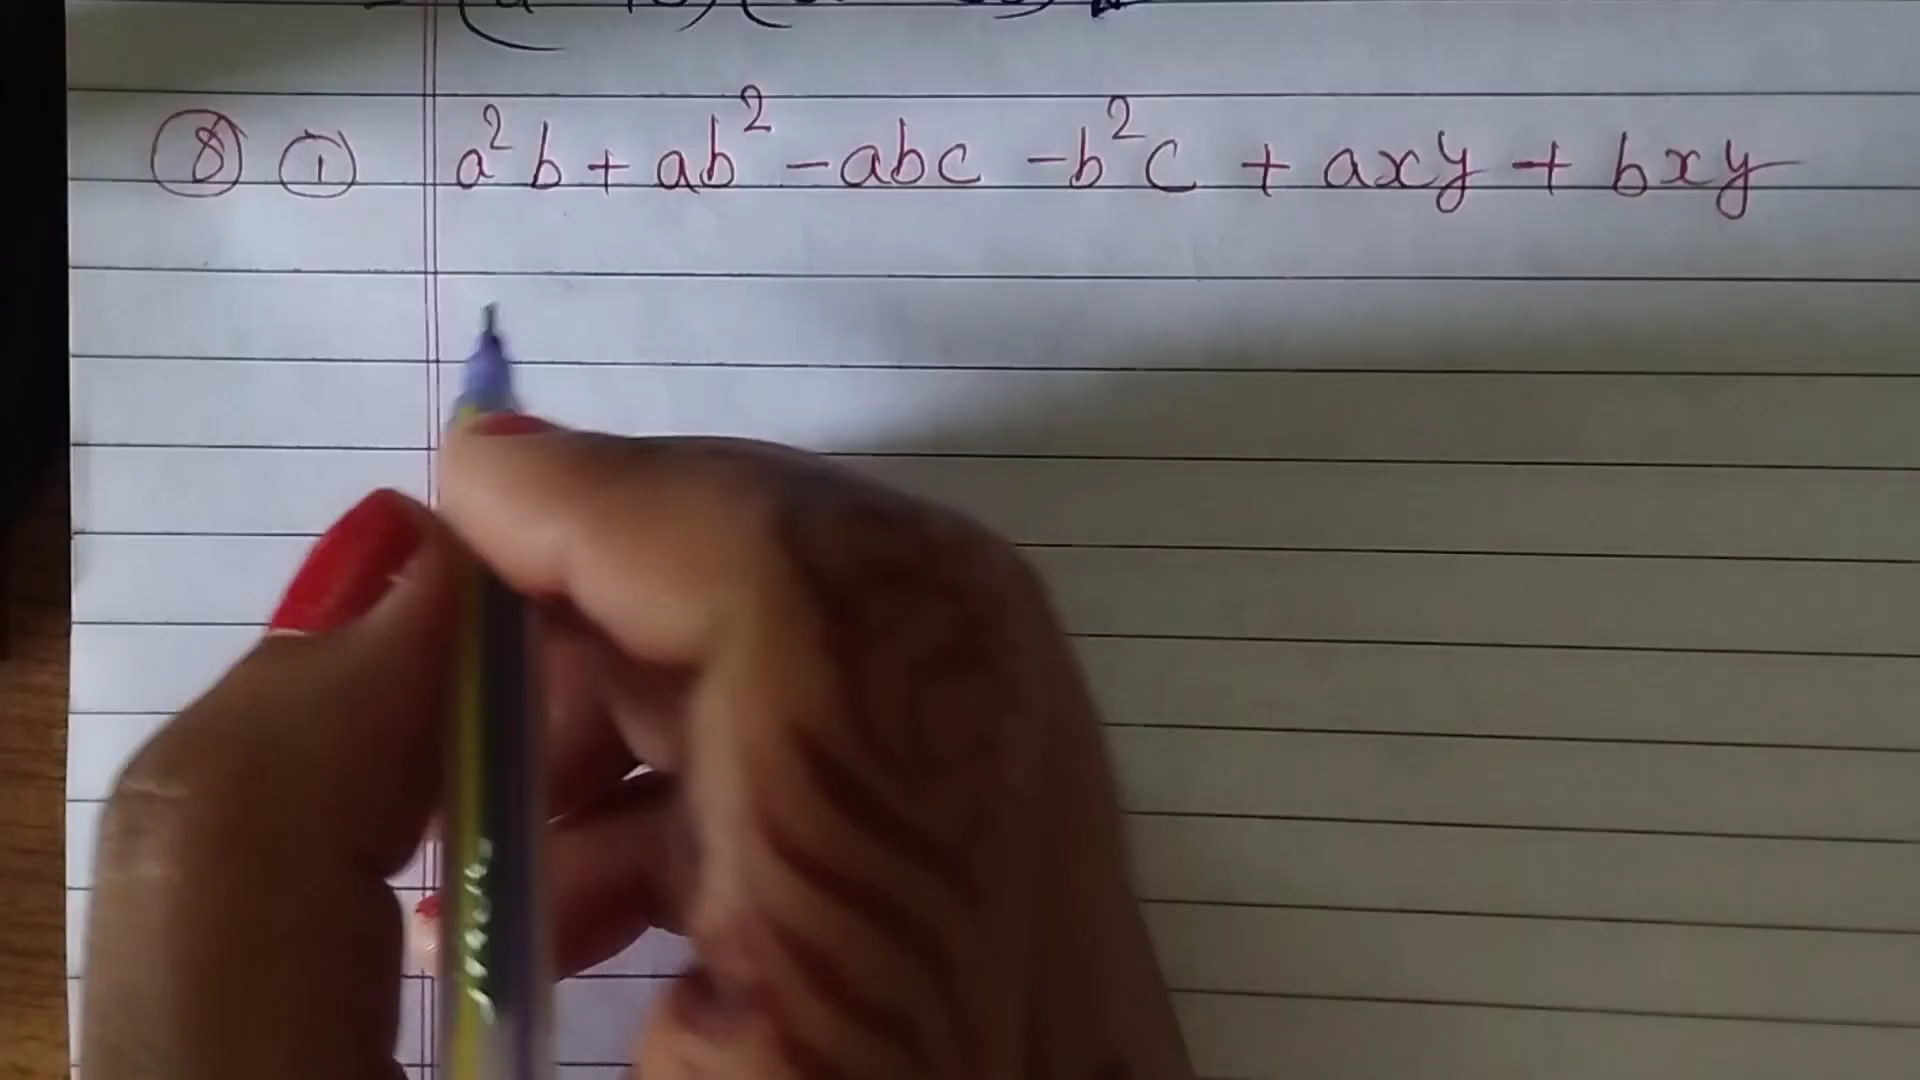 ⑧ ① a²b + ab² - abc - b²c + axy + bxy